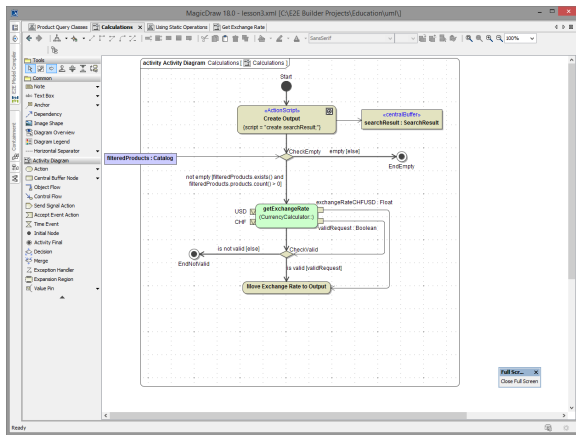 MagicDraw 18.0 - lesson3.xml [C:\E2E Builder Projects\Education\uml\]
Product Query Classes
Calculations
Using Static Operations
Get Exchange Rate
SansSerif
100%
E2E Model Compiler
Containment
Tools
Common
Note
Text Box
Anchor
Dependency
Image Shape
Diagram Overview
Diagram Legend
Horizontal Separator
Activity Diagram
Action
Central Buffer Node
Object Flow
Control Flow
Send Signal Action
Accept Event Action
Time Event
Initial Node
Activity Final
Decision
Merge
Exception Handler
Expansion Region
Value Pin
activity Activity Diagram Calculations [ Calculations ]
Start
«ActionScript»
Create Output
(script = "create searchResult;")
«centralBuffer»
searchResult : SearchResult
filteredProducts : Catalog
CheckEmpty
empty [else]
EndEmpty
not empty [filteredProducts.exists() and
filteredProducts.products.count() > 0]
exchangeRateCHFUSD : Float
USD
CHF
getExchangeRate
(CurrencyCalculator::)
validRequest : Boolean
is not valid [else]
CheckValid
EndNotValid
is valid [validRequest]
Move Exchange Rate to Output
Full Scr...
Close Full Screen
Ready